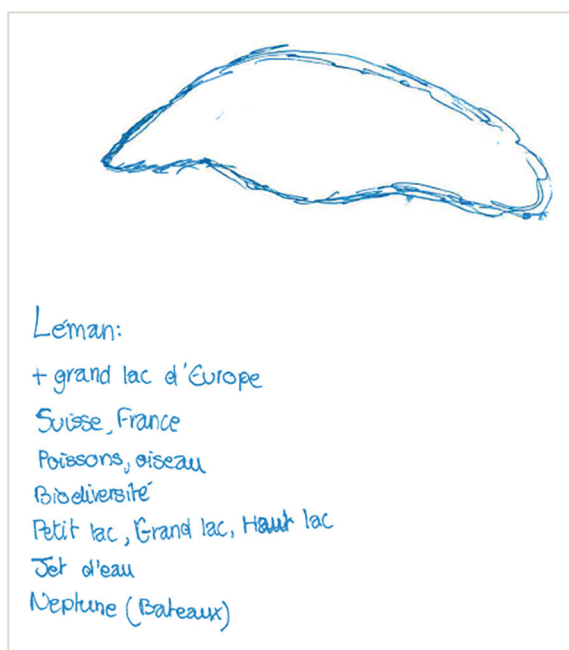 Léman:
+ grand lac d'Europe
Suisse, France
Poissons, oiseau
Biodiversité
Petit lac, Grand lac, Haut lac
Jet d'eau
Neptune (Bateaux)